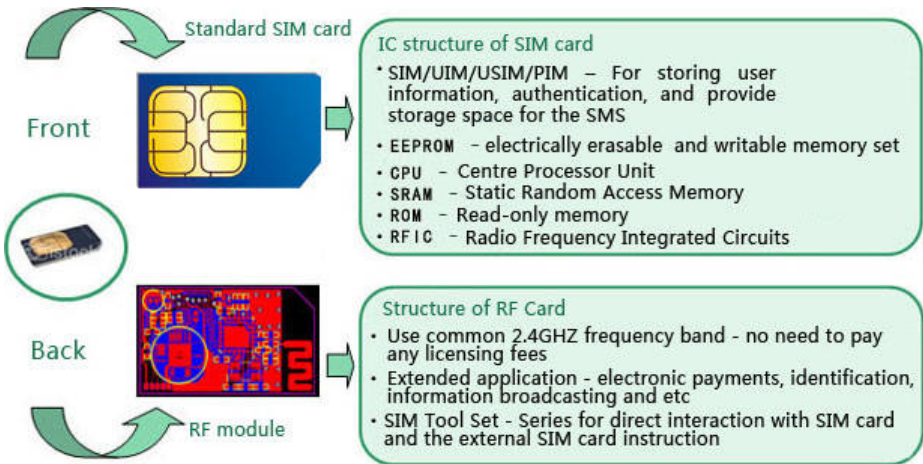 Standard SIM card
Front
IC structure of SIM card
• SIM/UIM/USIM/PIM – For storing user
information, authentication, and provide
storage space for the SMS
• EEPROM – electrically erasable and writable memory set
• CPU – Centre Processor Unit
• SRAM – Static Random Access Memory
• ROM – Read-only memory
• RFIC – Radio Frequency Integrated Circuits
Back
RF module
Structure of RF Card
• Use common 2.4GHZ frequency band - no need to pay
any licensing fees
• Extended application - electronic payments, identification,
information broadcasting and etc
• SIM Tool Set - Series for direct interaction with SIM card
and the external SIM card instruction